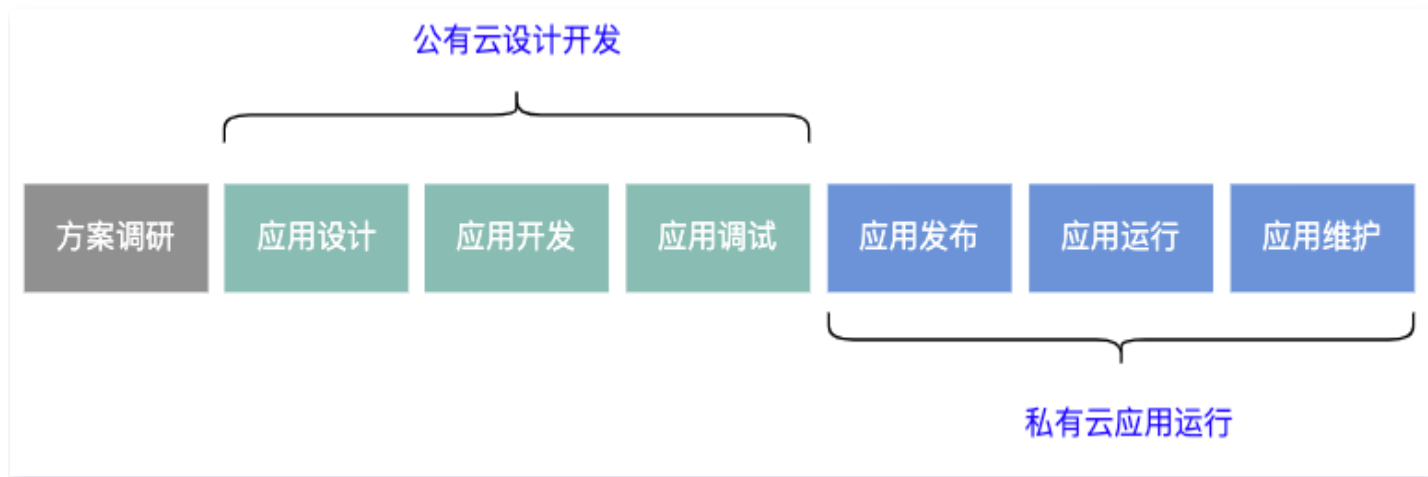 公有云设计开发
方案调研
应用设计
应用开发
应用调试
应用发布
应用运行
应用维护
私有云应用运行